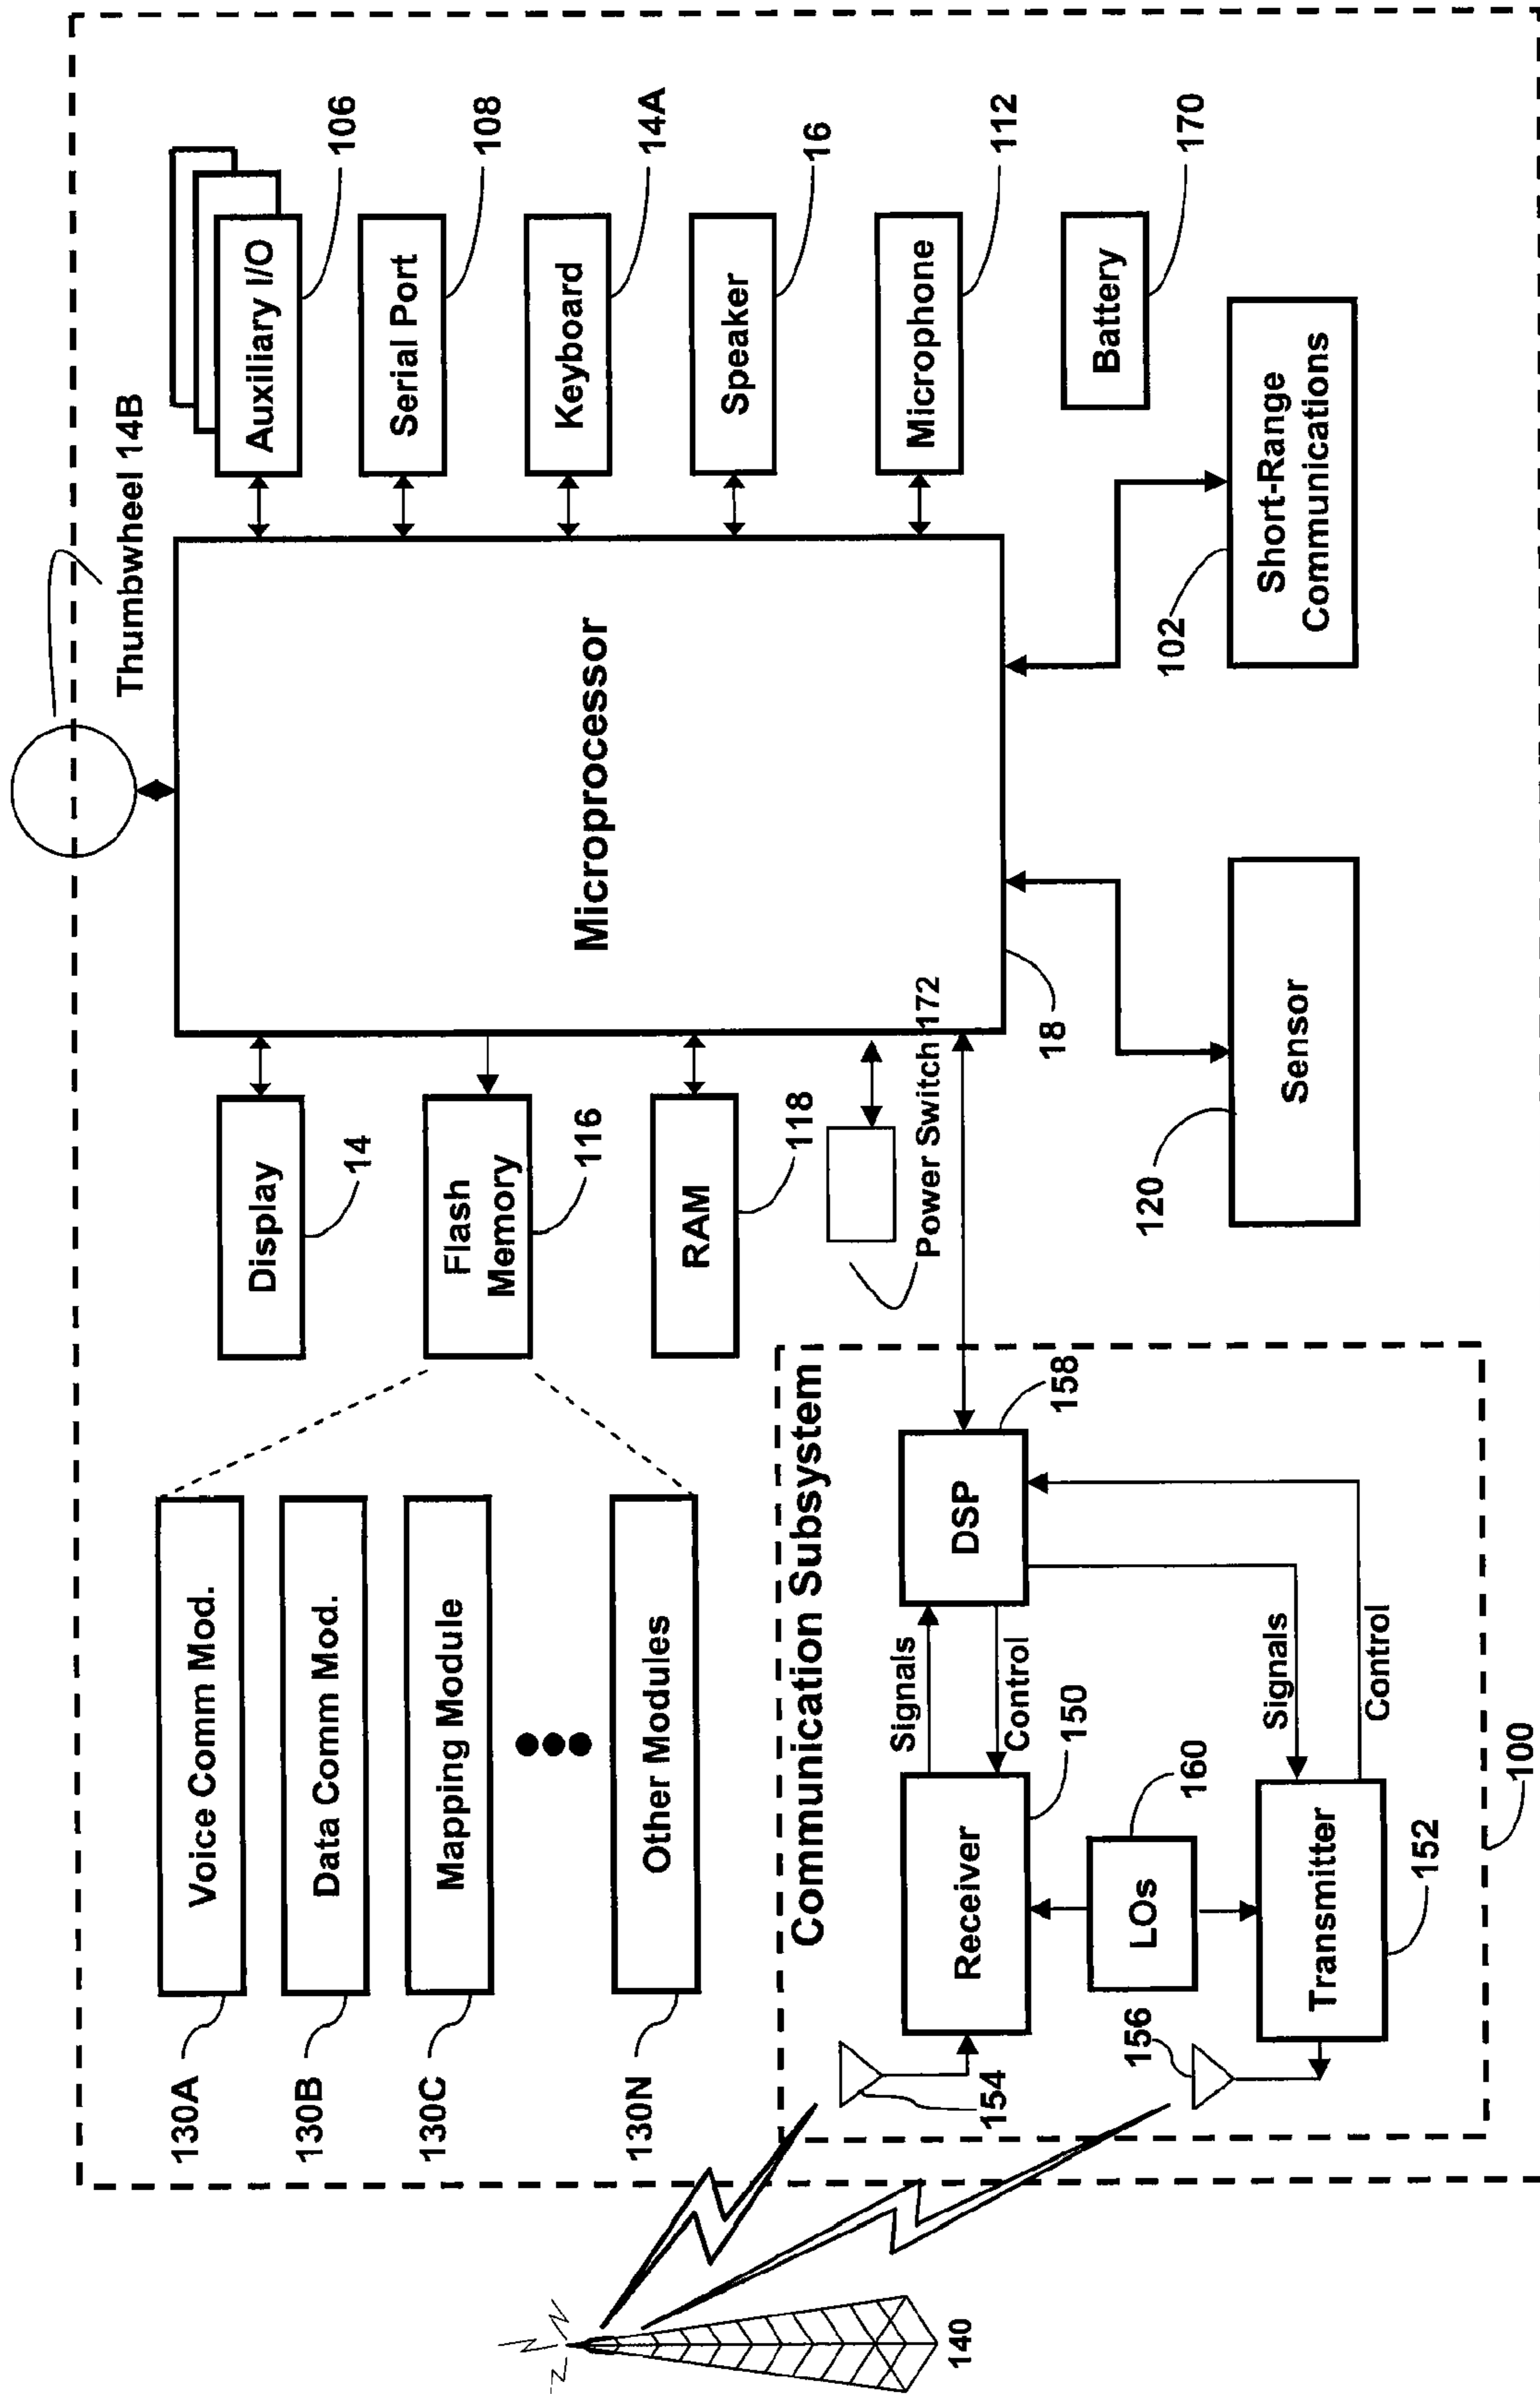 Thumbwheel 14B
130A
Voice Comm Mod.
130B
Data Comm Mod.
130C
Mapping Module
130N
Other Modules
Display
14
Flash
Memory
116
RAM
118
Power Switch 172
Microprocessor
18
Auxiliary I/O
106
Serial Port
108
Keyboard
14A
Speaker
16
Microphone
112
Battery
170
Short-Range
Communications
102
Sensor
120
Communication Subsystem
DSP
158
Signals
Control
Receiver
150
LOs
160
Signals
Control
Transmitter
152
154
156
100
140